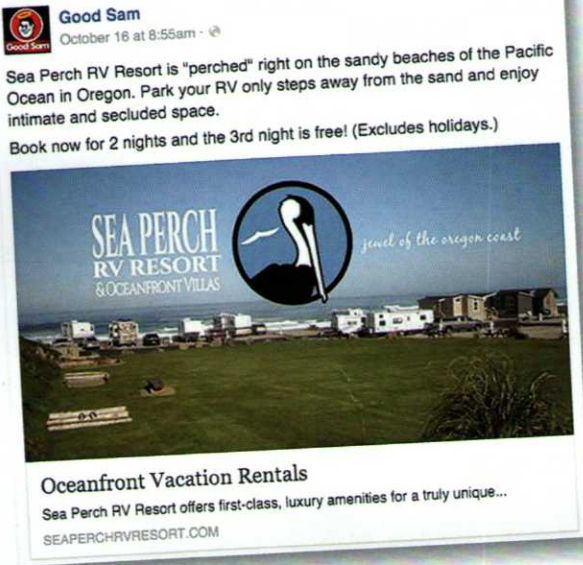 Good Sam
Good Sam
October 16 at 8:55am ·
Sea Perch RV Resort is "perched" right on the sandy beaches of the Pacific
Ocean in Oregon. Park your RV only steps away from the sand and enjoy
intimate and secluded space.
Book now for 2 nights and the 3rd night is free! (Excludes holidays.)
SEA PERCH
RV RESORT
& OCEANFRONT VILLAS
jewel of the oregon coast
Oceanfront Vacation Rentals
Sea Perch RV Resort offers first-class, luxury amenities for a truly unique...
SEAPERCHRVRESORT.COM